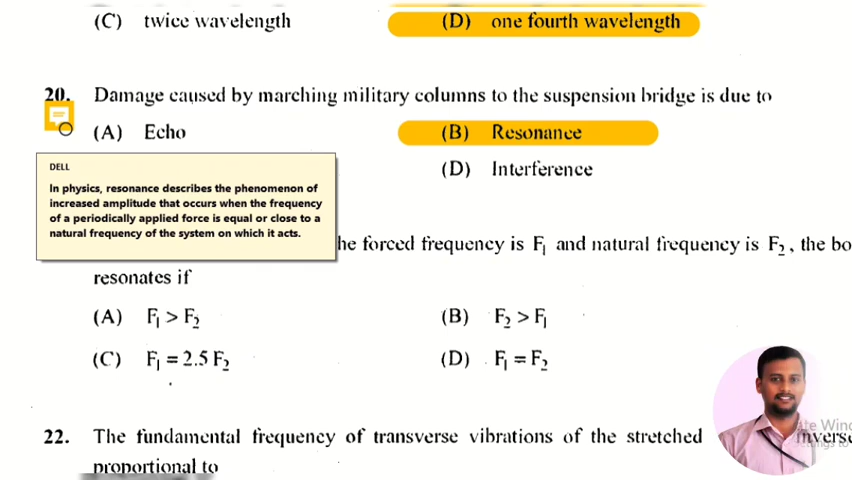 (C) twice wavelength (D) one fourth wavelength
20. Damage caused by marching military columns to the suspension bridge is due to
(A) Echo (B) Resonance
DELL
In physics, resonance describes the phenomenon of
increased amplitude that occurs when the frequency
of a periodically applied force is equal or close to a
natural frequency of the system on which it acts.
(D) Interference
he forced frequency is F₁ and natural frequency is F₂, the bo
resonates if
(A) F₁ > F₂ (B) F₂ > F₁
(C) F₁ = 2.5 F₂ (D) F₁ = F₂
22. The fundamental frequency of transverse vibrations of the stretched
proportional to